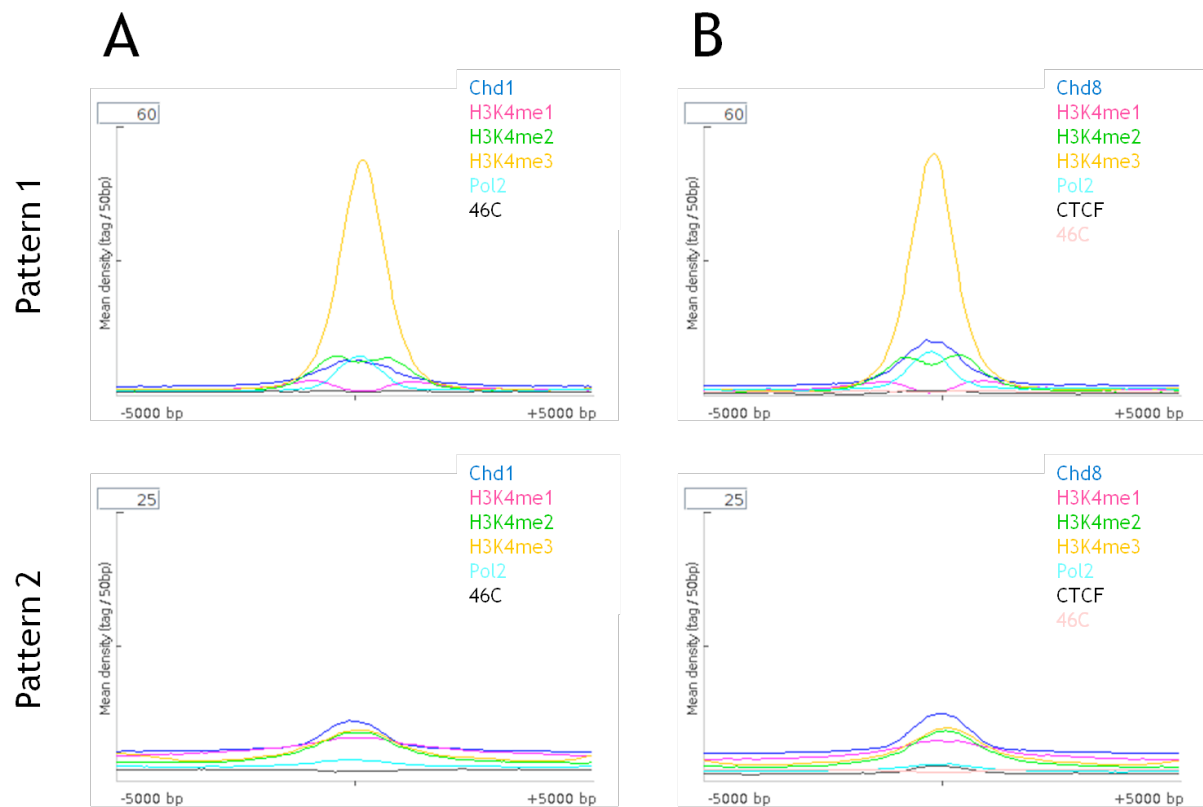 A
B
Pattern 1
60
Mean density (tag / 50bp)
Chd1
H3K4me1
H3K4me2
H3K4me3
Pol2
46C
-5000 bp
+5000 bp
60
Mean density (tag / 50bp)
Chd8
H3K4me1
H3K4me2
H3K4me3
Pol2
CTCF
46C
-5000 bp
+5000 bp
Pattern 2
25
Mean density (tag / 50bp)
Chd1
H3K4me1
H3K4me2
H3K4me3
Pol2
46C
-5000 bp
+5000 bp
25
Mean density (tag / 50bp)
Chd8
H3K4me1
H3K4me2
H3K4me3
Pol2
CTCF
46C
-5000 bp
+5000 bp